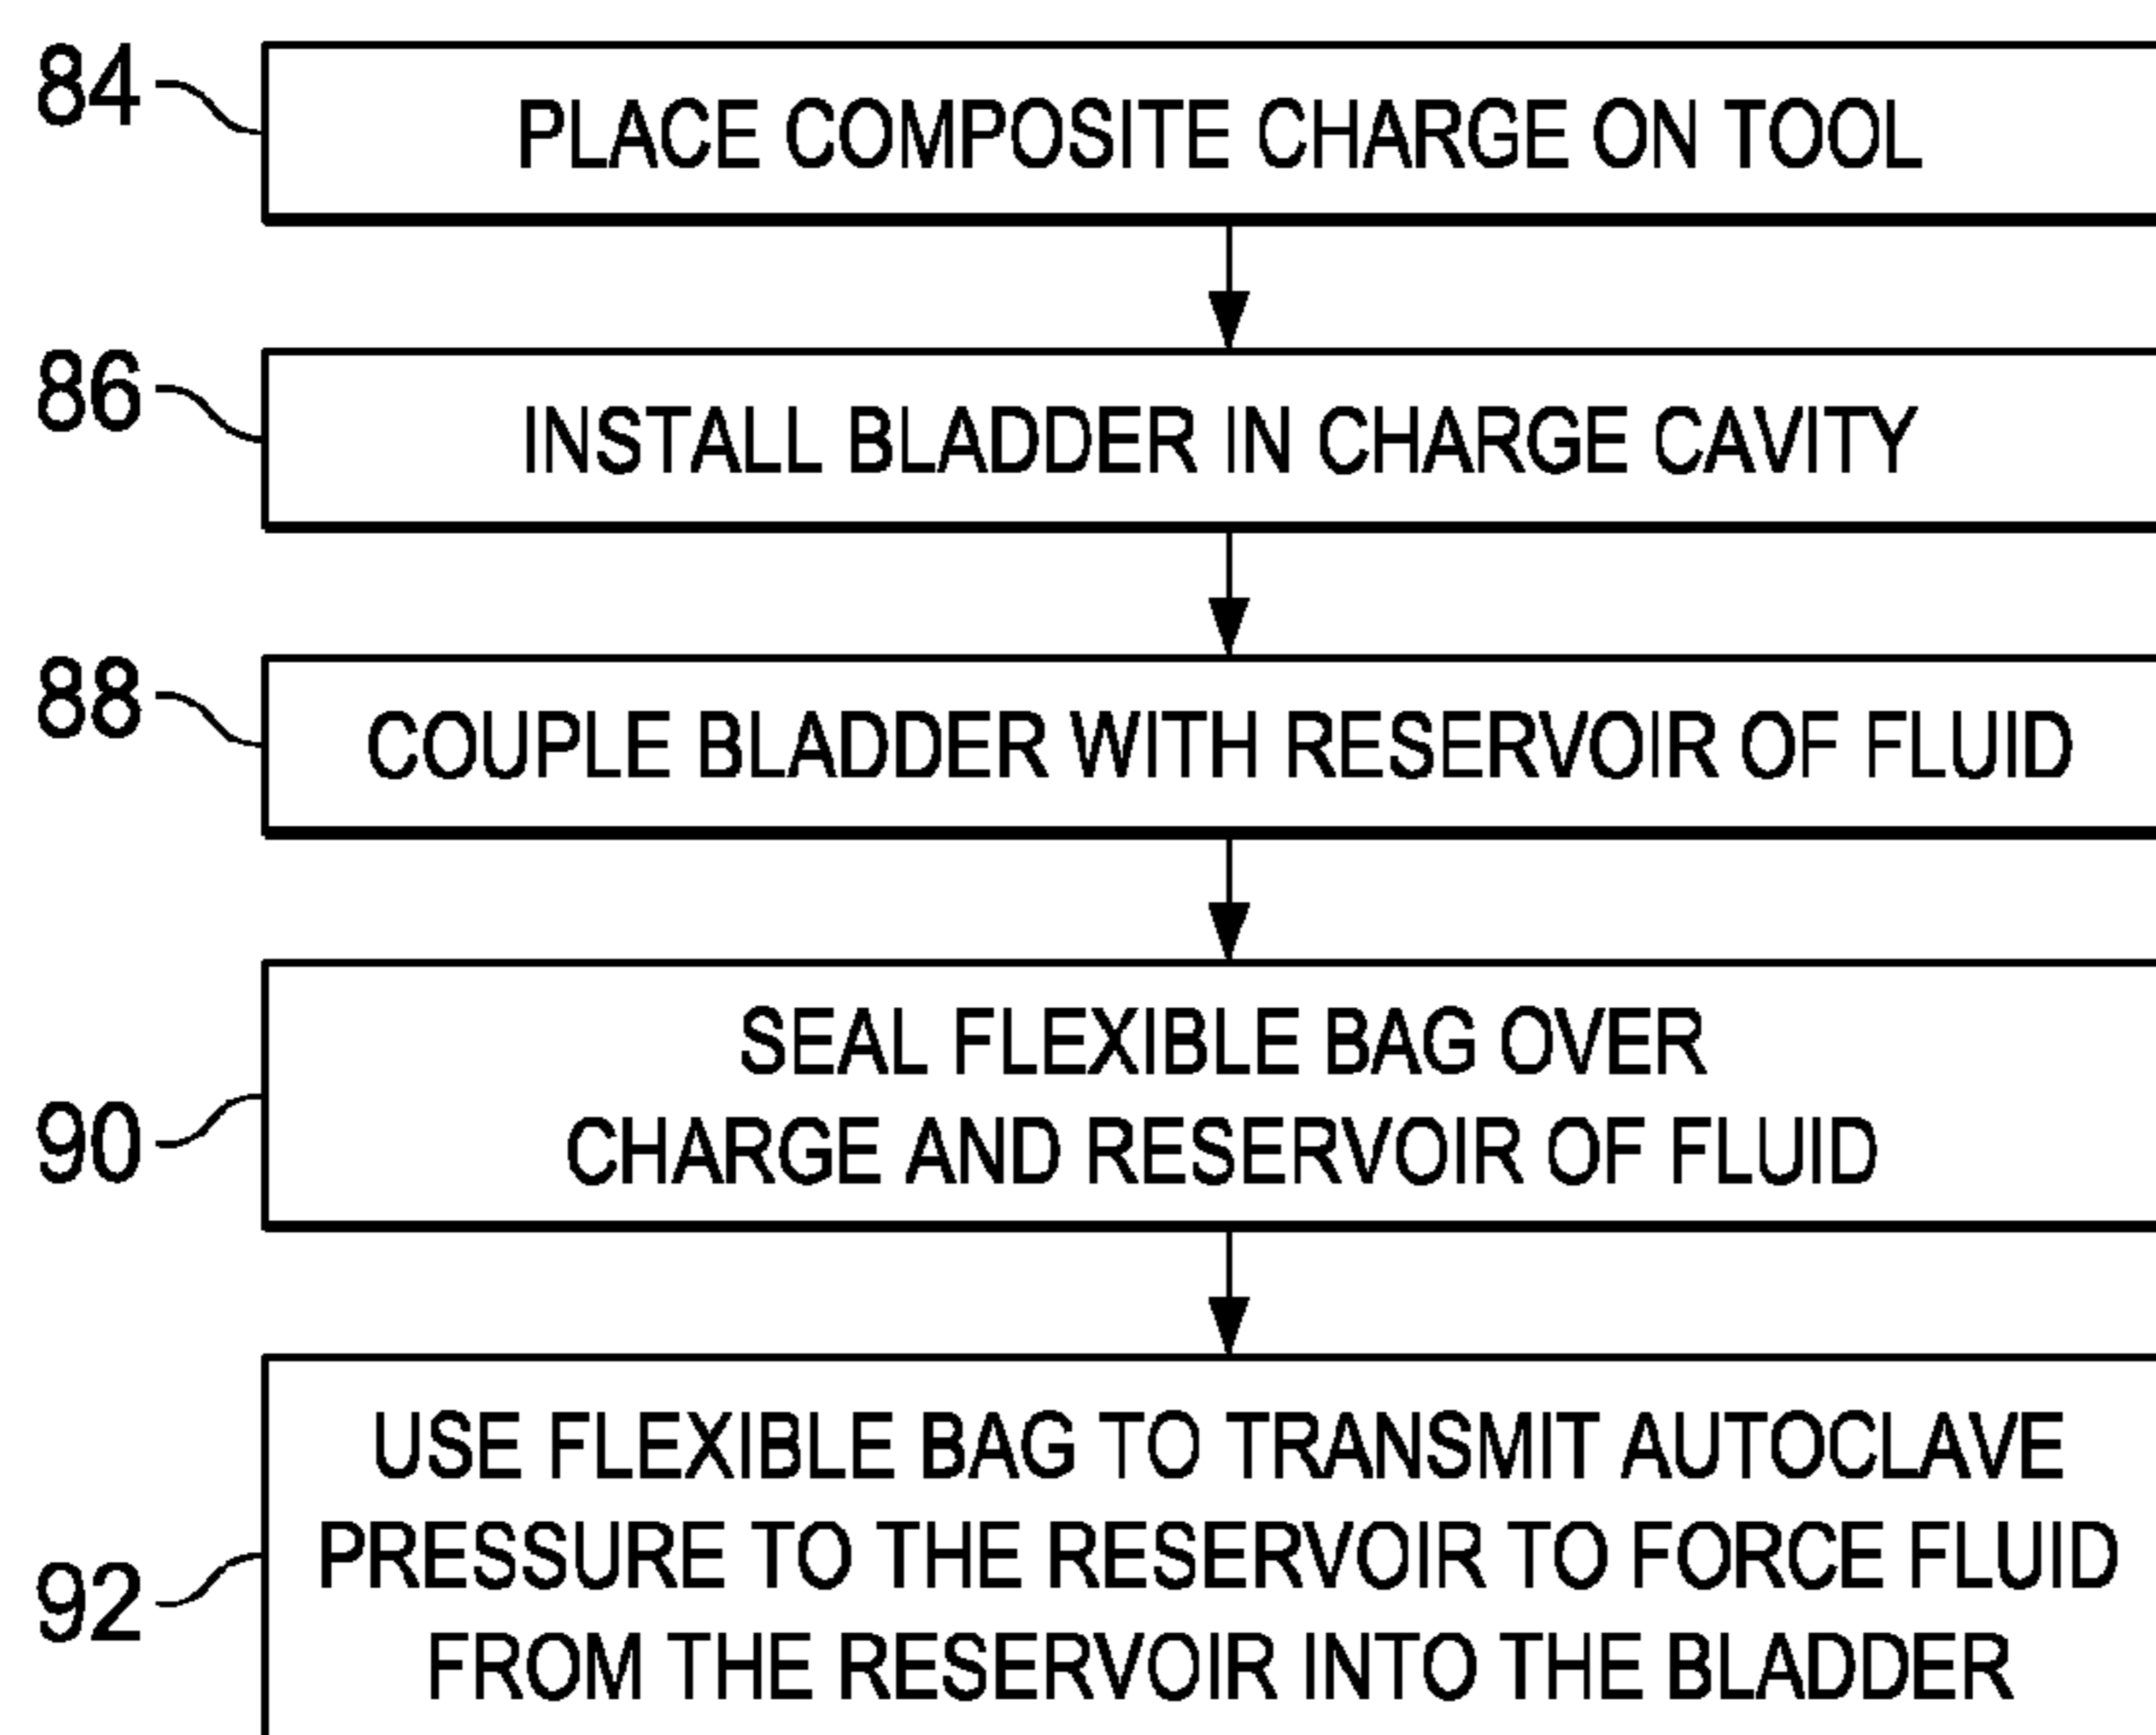 84
PLACE COMPOSITE CHARGE ON TOOL
86
INSTALL BLADDER IN CHARGE CAVITY
88
COUPLE BLADDER WITH RESERVOIR OF FLUID
90
SEAL FLEXIBLE BAG OVER
CHARGE AND RESERVOIR OF FLUID
92
USE FLEXIBLE BAG TO TRANSMIT AUTOCLAVE
PRESSURE TO THE RESERVOIR TO FORCE FLUID
FROM THE RESERVOIR INTO THE BLADDER